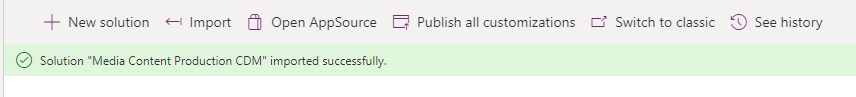 New solution Import Open AppSource Publish all customizations Switch to classic See history
Solution "Media Content Production CDM" imported successfully.